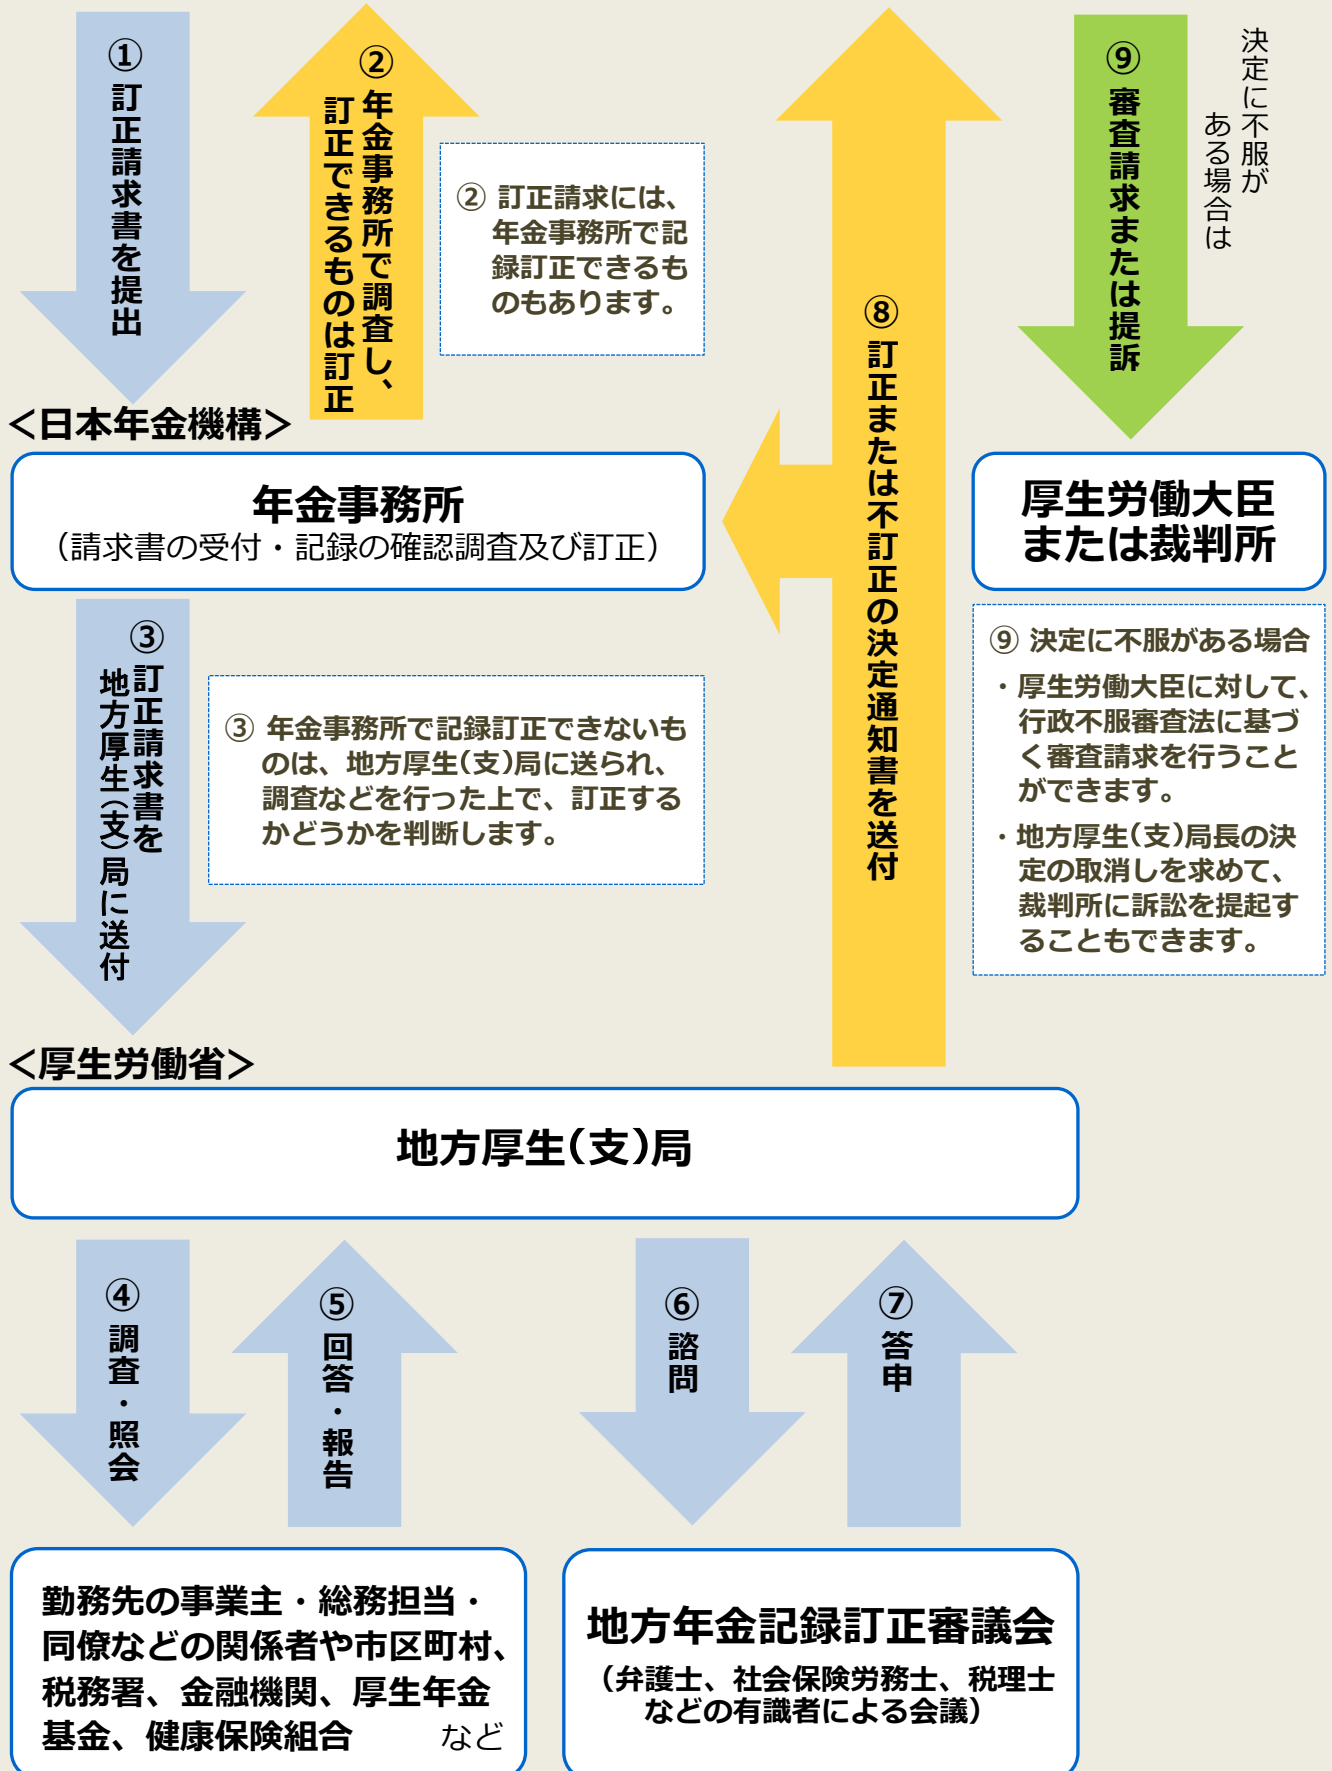 ① 訂正請求書を提出
② 年金事務所で調査し、
訂正できるものは訂正
② 訂正請求には、
年金事務所で記
録訂正できるも
のもあります。
⑧ 訂正または不訂正の決定通知書を送付
⑨ 審査請求または提訴
決定に不服が
ある場合は
<日本年金機構>
年金事務所
（請求書の受付・記録の確認調査及び訂正）
厚生労働大臣
または裁判所
③ 訂正請求書を
地方厚生（支）局に送付
③ 年金事務所で記録訂正できないも
のは、地方厚生（支）局に送られ、
調査などを行った上で、訂正する
かどうかを判断します。
⑨ 決定に不服がある場合
・厚生労働大臣に対して、
行政不服審査法に基づ
く審査請求を行うこと
ができます。
・地方厚生（支）局長の決
定の取消しを求めて、
裁判所に訴訟を提起す
ることもできます。
<厚生労働省>
地方厚生（支）局
④ 調査・照会
⑤ 回答・報告
⑥ 諮問
⑦ 答申
勤務先の事業主・総務担当・
同僚などの関係者や市区町村、
税務署、金融機関、厚生年金
基金、健康保険組合 など
地方年金記録訂正審議会
（弁護士、社会保険労務士、税理士
などの有識者による会議）